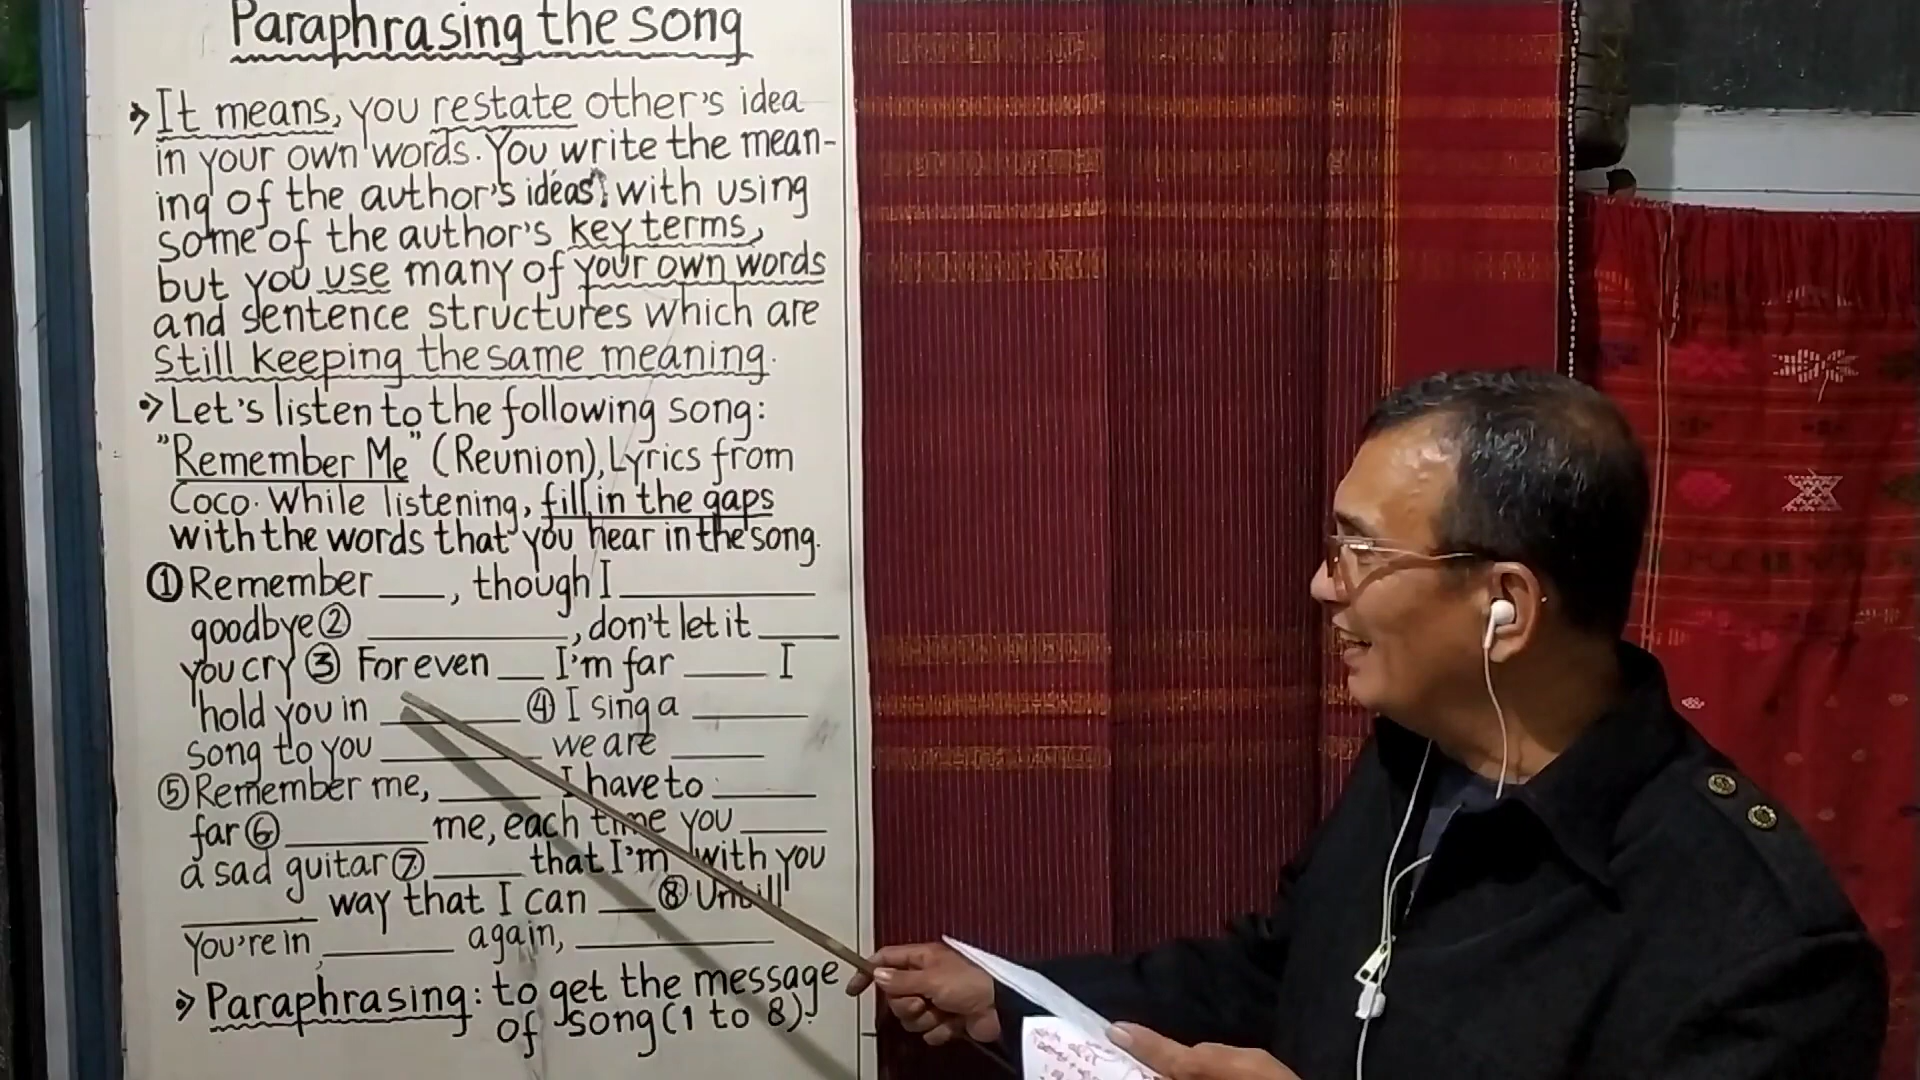 Paraphrasing the song
It means, you restate other's idea
in your own words. You write the mean-
ing of the author's ideas, with using
some of the author's key terms,
but you use many of your own words
and sentence structures which are
still keeping the same meaning.
Let's listen to the following song:
"Remember Me" (Reunion), Lyrics from
Coco. While listening, fill in the gaps
with the words that you hear in the song.
① Remember ___, though I ___
goodbye ② ___, don't let it ___
you cry ③ For even ___ I'm far ___ I
hold you in ___ ④ I sing a ___
song to you ___ we are ___
⑤ Remember me, ___ I have to ___
far ⑥ ___ me, each time you ___
a sad guitar ⑦ ___ that I'm with you
___ way that I can ___ ⑧ Untill
You're in ___ again, ___
Paraphrasing: to get the message
of song (1 to 8).